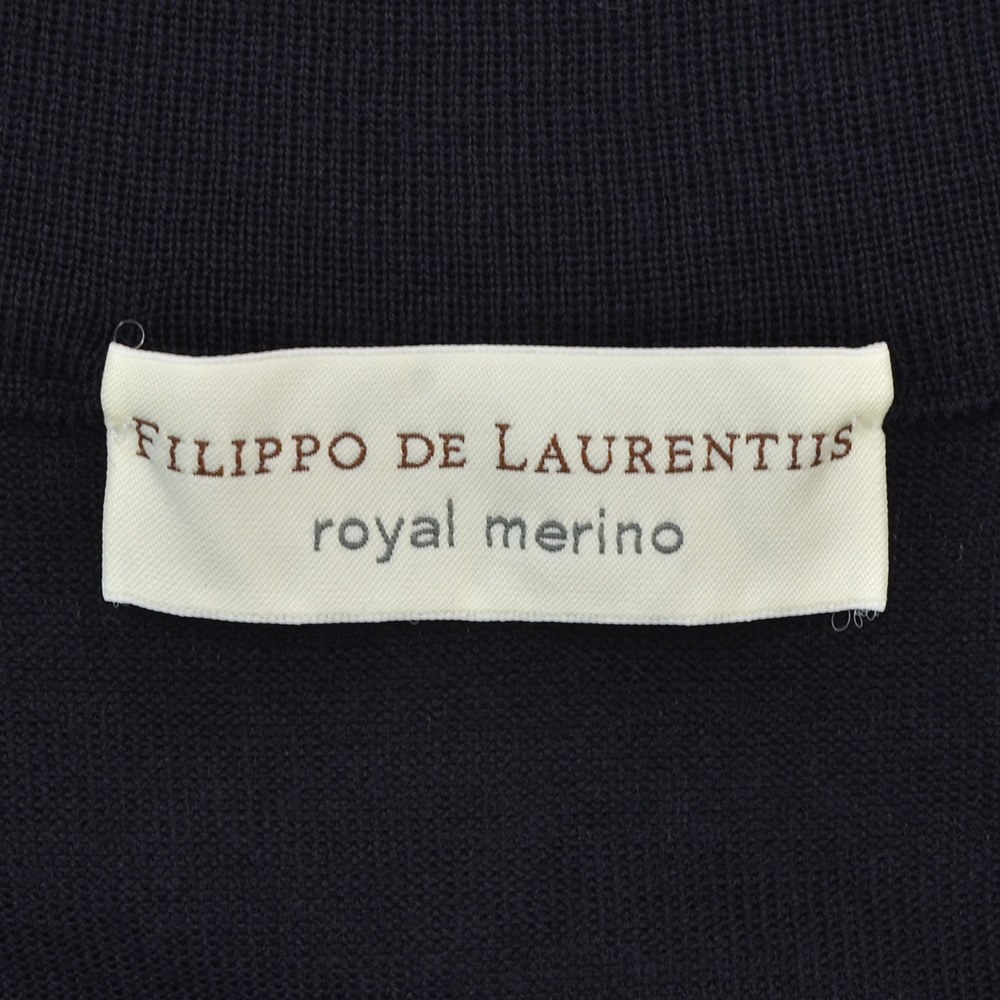 FILIPPO DE LAURENTIIS
royal merino